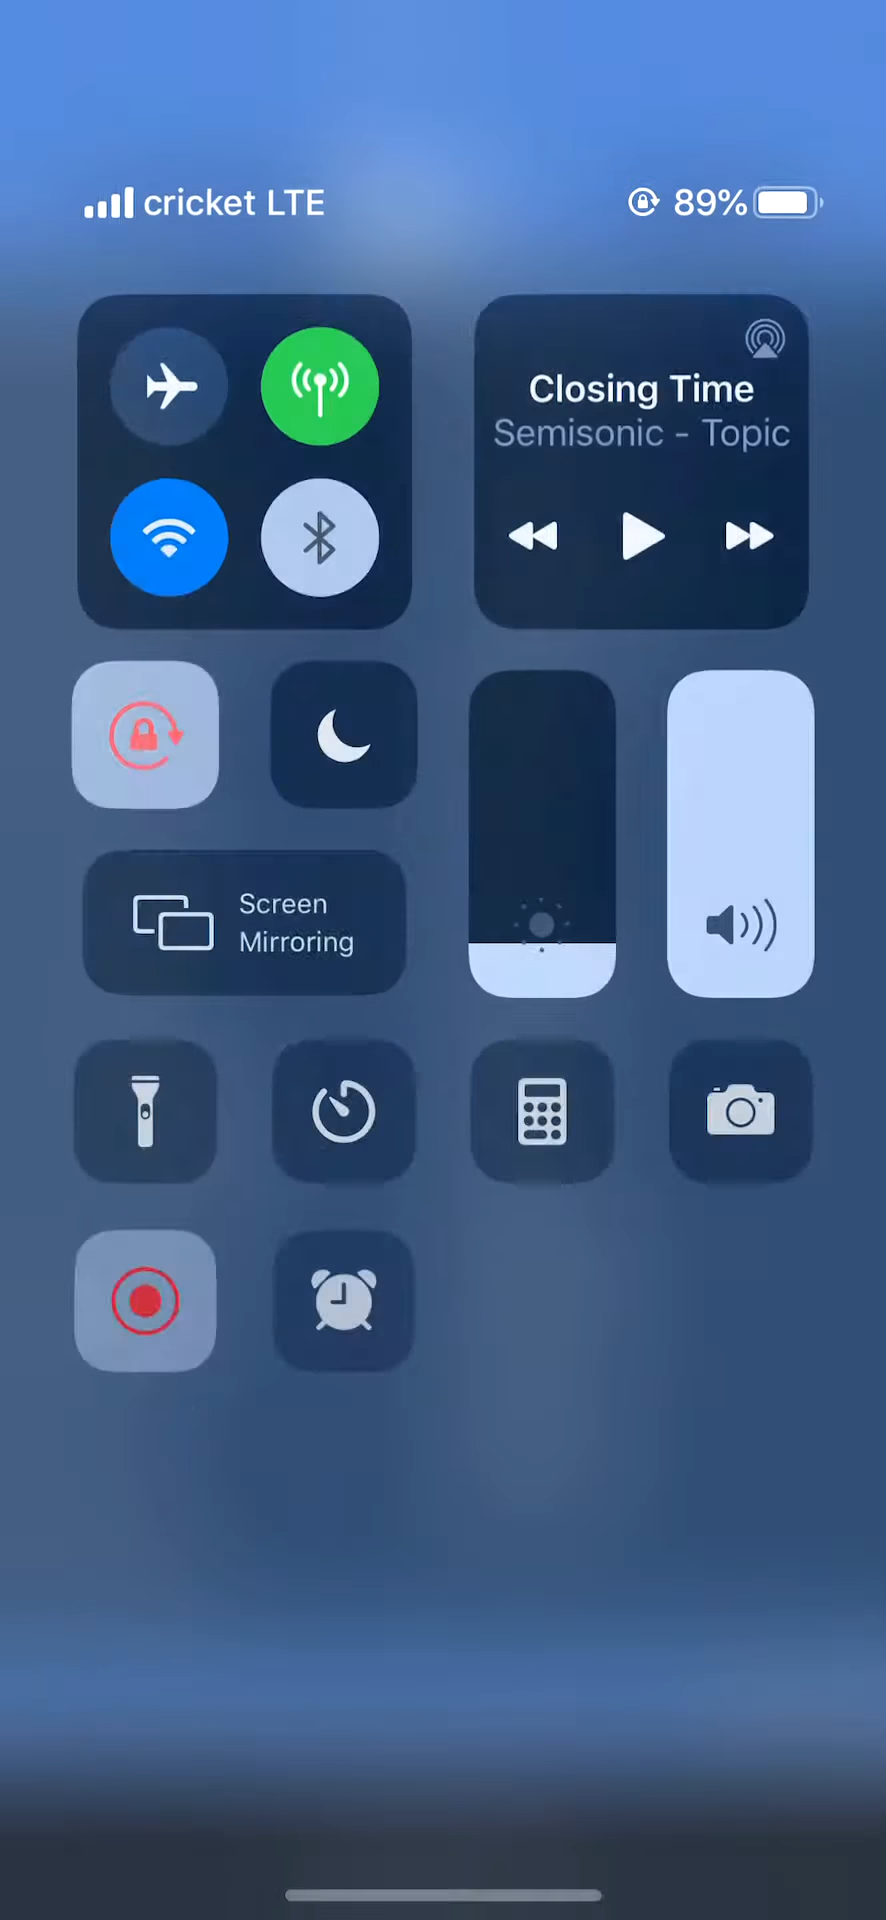 cricket LTE
89%
Closing Time
Semisonic - Topic
Screen
Mirroring